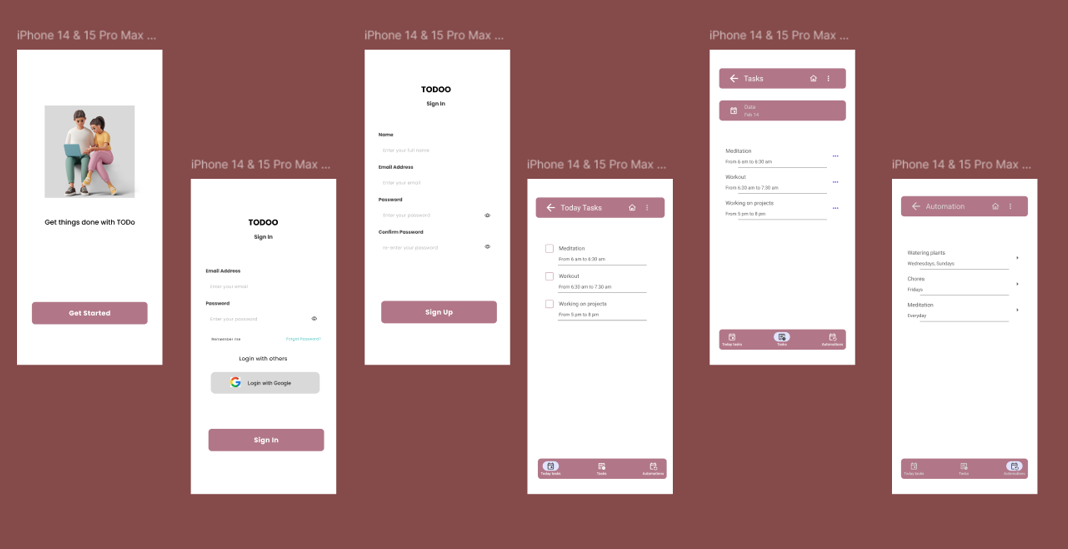 iPhone 14 & 15 Pro Max ...
Get things done with TODo
Get Started
iPhone 14 & 15 Pro Max ...
TODOO
Sign In
Email Address
Enter your email
Password
Enter your password
Remember me
Forgot Password?
Login with others
Login with Google
Sign In
iPhone 14 & 15 Pro Max ...
TODOO
Sign In
Name
Enter your full name
Email Address
Enter your email
Password
Enter your password
Confirm Password
re-enter your password
Sign Up
iPhone 14 & 15 Pro Max ...
Today Tasks
Meditation
From 6 am to 6:30 am
Workout
From 6:30 am to 7.30 am
Working on projects
From 5 pm to 8 pm
Today tasks
Tasks
Automations
iPhone 14 & 15 Pro Max ...
Tasks
Date
Feb 14
Meditation
From 6 am to 6:30 am
Workout
From 6:30 am to 7.30 am
Working on projects
From 5 pm to 8 pm
Today tasks
Tasks
Automations
iPhone 14 & 15 Pro Max ...
Automation
Watering plants
Wednesdays, Sundays
Chores
Fridays
Meditation
Everyday
Today tasks
Tasks
Automations